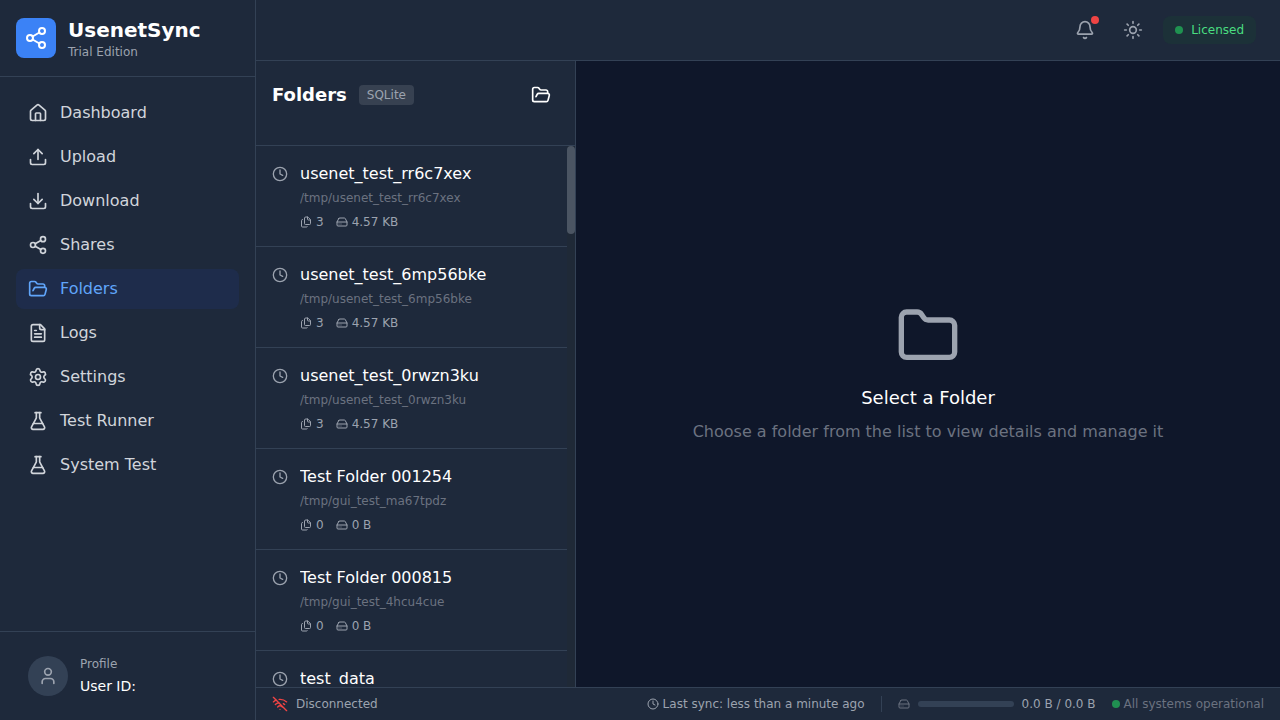 UsenetSync
Trial Edition
Licensed
Dashboard
Upload
Download
Shares
Folders
Logs
Settings
Test Runner
System Test
Profile
User ID:
Folders
SQLite
usenet_test_rr6c7xex
/tmp/usenet_test_rr6c7xex
3 4.57 KB
usenet_test_6mp56bke
/tmp/usenet_test_6mp56bke
3 4.57 KB
usenet_test_0rwzn3ku
/tmp/usenet_test_0rwzn3ku
3 4.57 KB
Test Folder 001254
/tmp/gui_test_ma67tpdz
0 0 B
Test Folder 000815
/tmp/gui_test_4hcu4cue
0 0 B
test_data
Select a Folder
Choose a folder from the list to view details and manage it
Disconnected
Last sync: less than a minute ago
0.0 B / 0.0 B
All systems operational